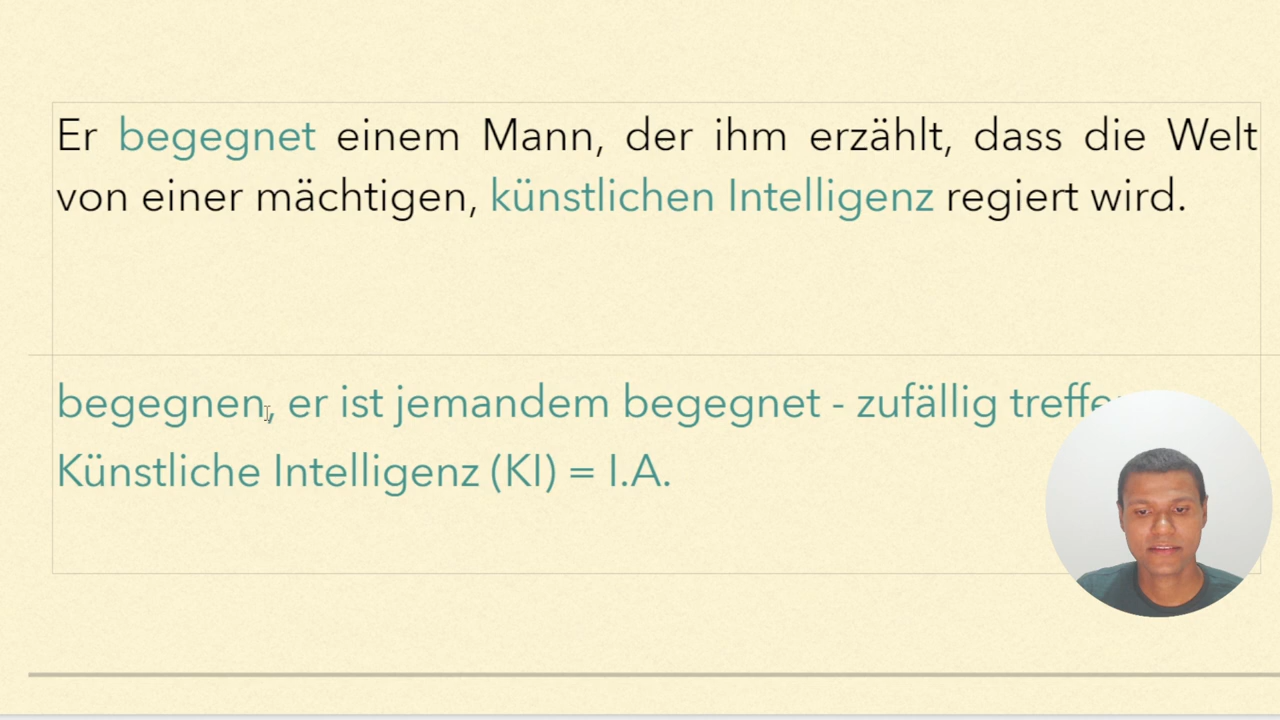 Er begegnet einem Mann, der ihm erzählt, dass die Welt
von einer mächtigen, künstlichen Intelligenz regiert wird.
begegnen, er ist jemandem begegnet - zufällig
Künstliche Intelligenz (KI) = I.A.